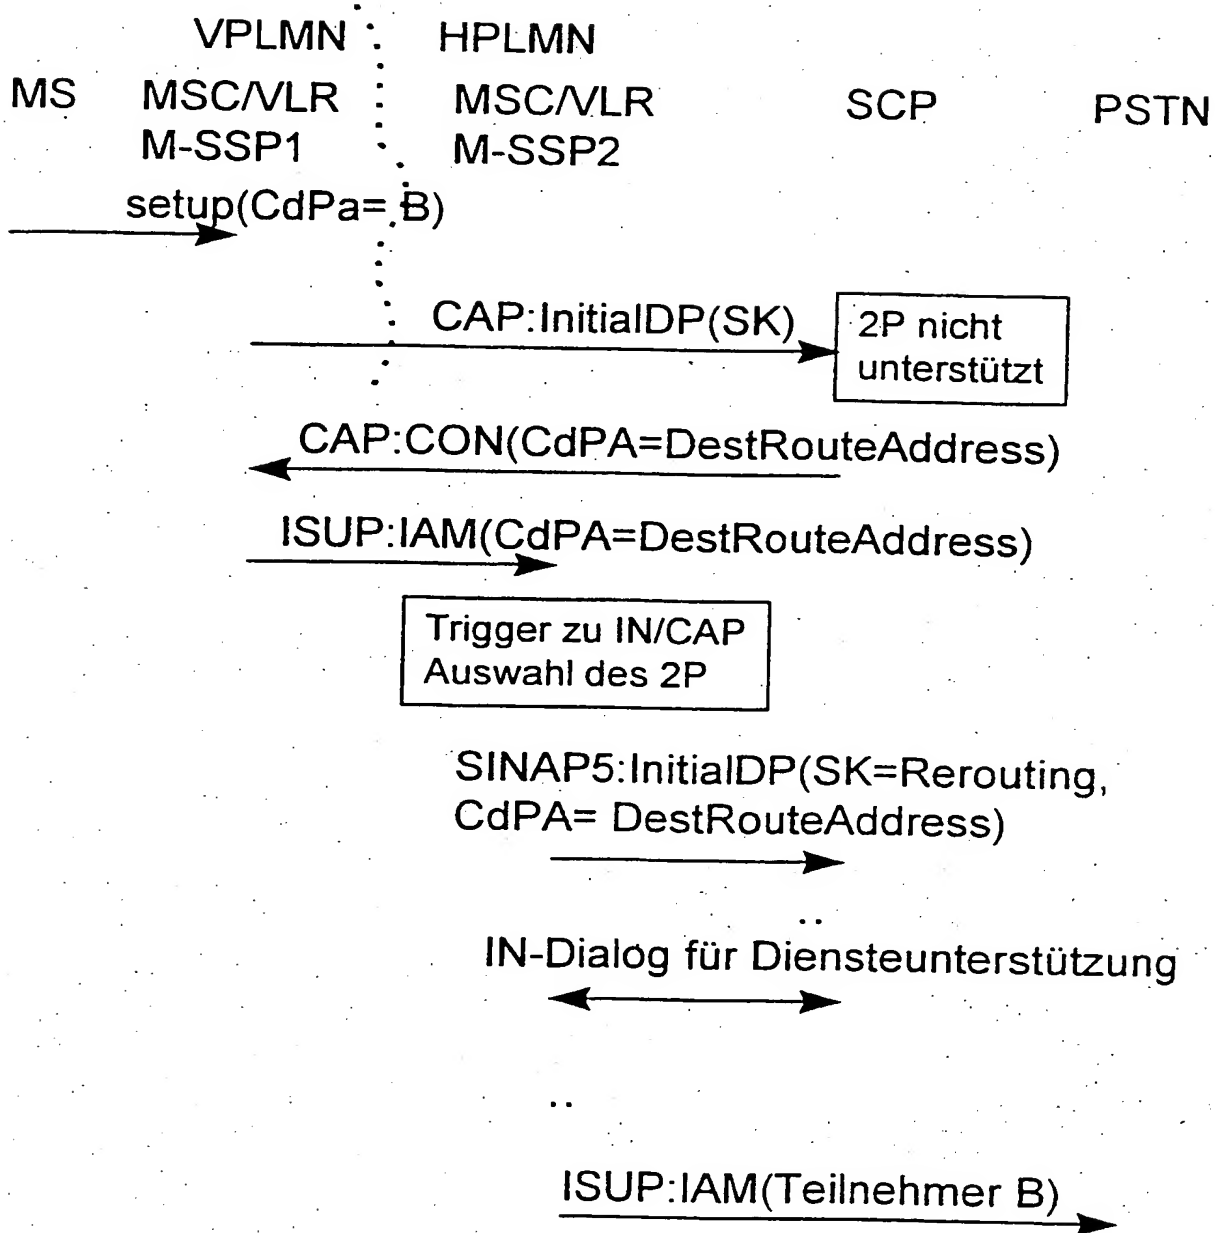 VPLMN HPLMN
MS MSC/VLR MSC/VLR SCP PSTN
M-SSP1 M-SSP2
setup(CdPa= B)
CAP:InitialDP(SK)
2P nicht
unterstützt
CAP:CON(CdPA=DestRouteAddress)
ISUP:IAM(CdPA=DestRouteAddress)
Trigger zu IN/CAP
Auswahl des 2P
SINAP5:InitialDP(SK=Rerouting,
CdPA= DestRouteAddress)
..
IN-Dialog für Diensteunterstützung
..
ISUP:IAM(Teilnehmer B)